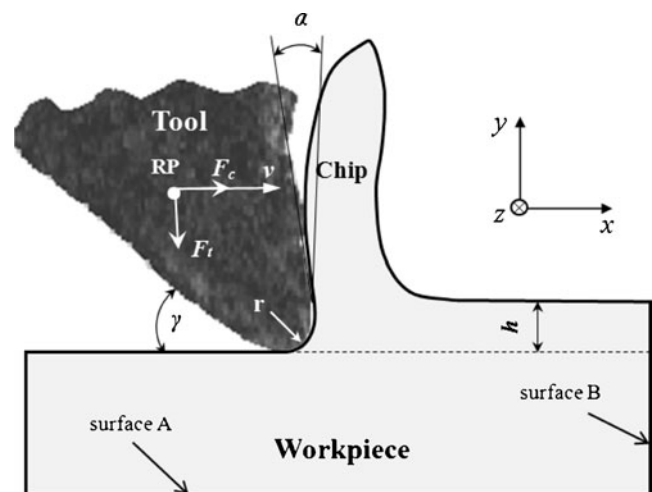 α
Tool
RP
F_c
v
Chip
y
z
x
F_t
r
γ
h
surface A
surface B
Workpiece